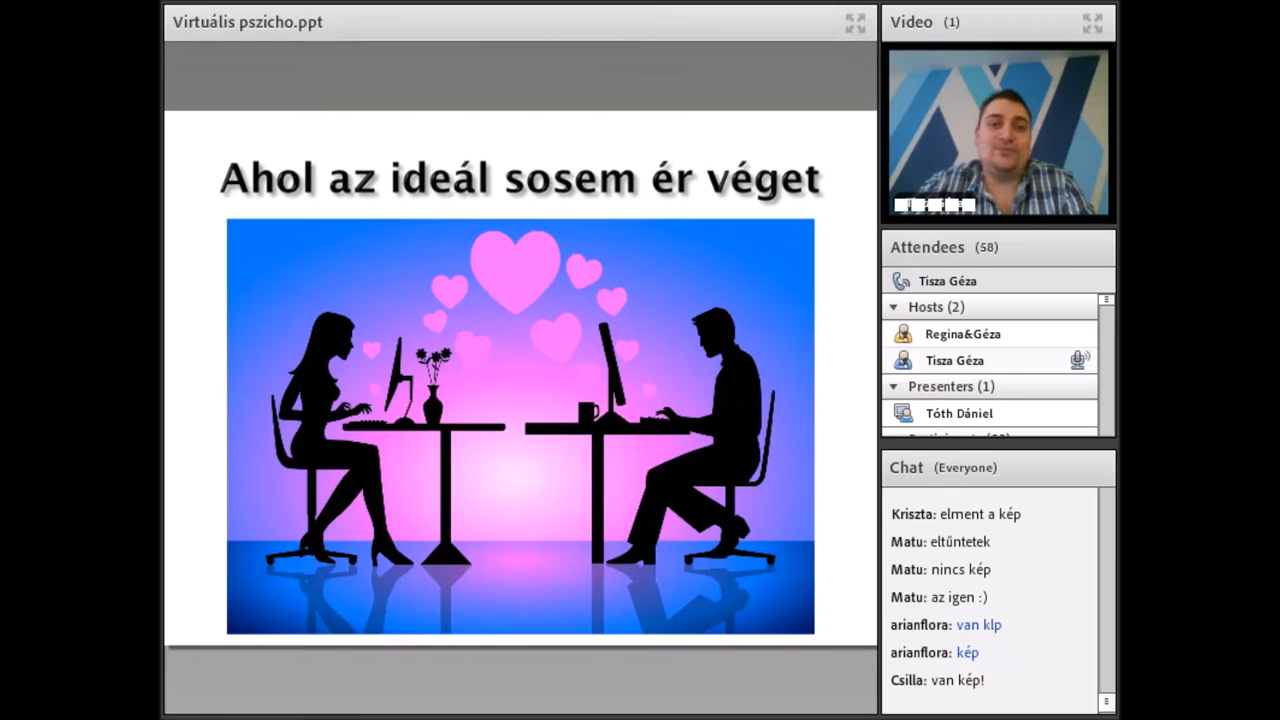 Virtuális pszicho.ppt
Ahol az ideál sosem ér véget
Video (1)
Attendees (58)
Tisza Géza
Hosts (2)
Regina&Géza
Tisza Géza
Presenters (1)
Tóth Dániel
Chat (Everyone)
Kriszta: elment a kép
Matu: eltűntetek
Matu: nincs kép
Matu: az igen :)
arianflora: van klp
arianflora: kép
Csilla: van kép!